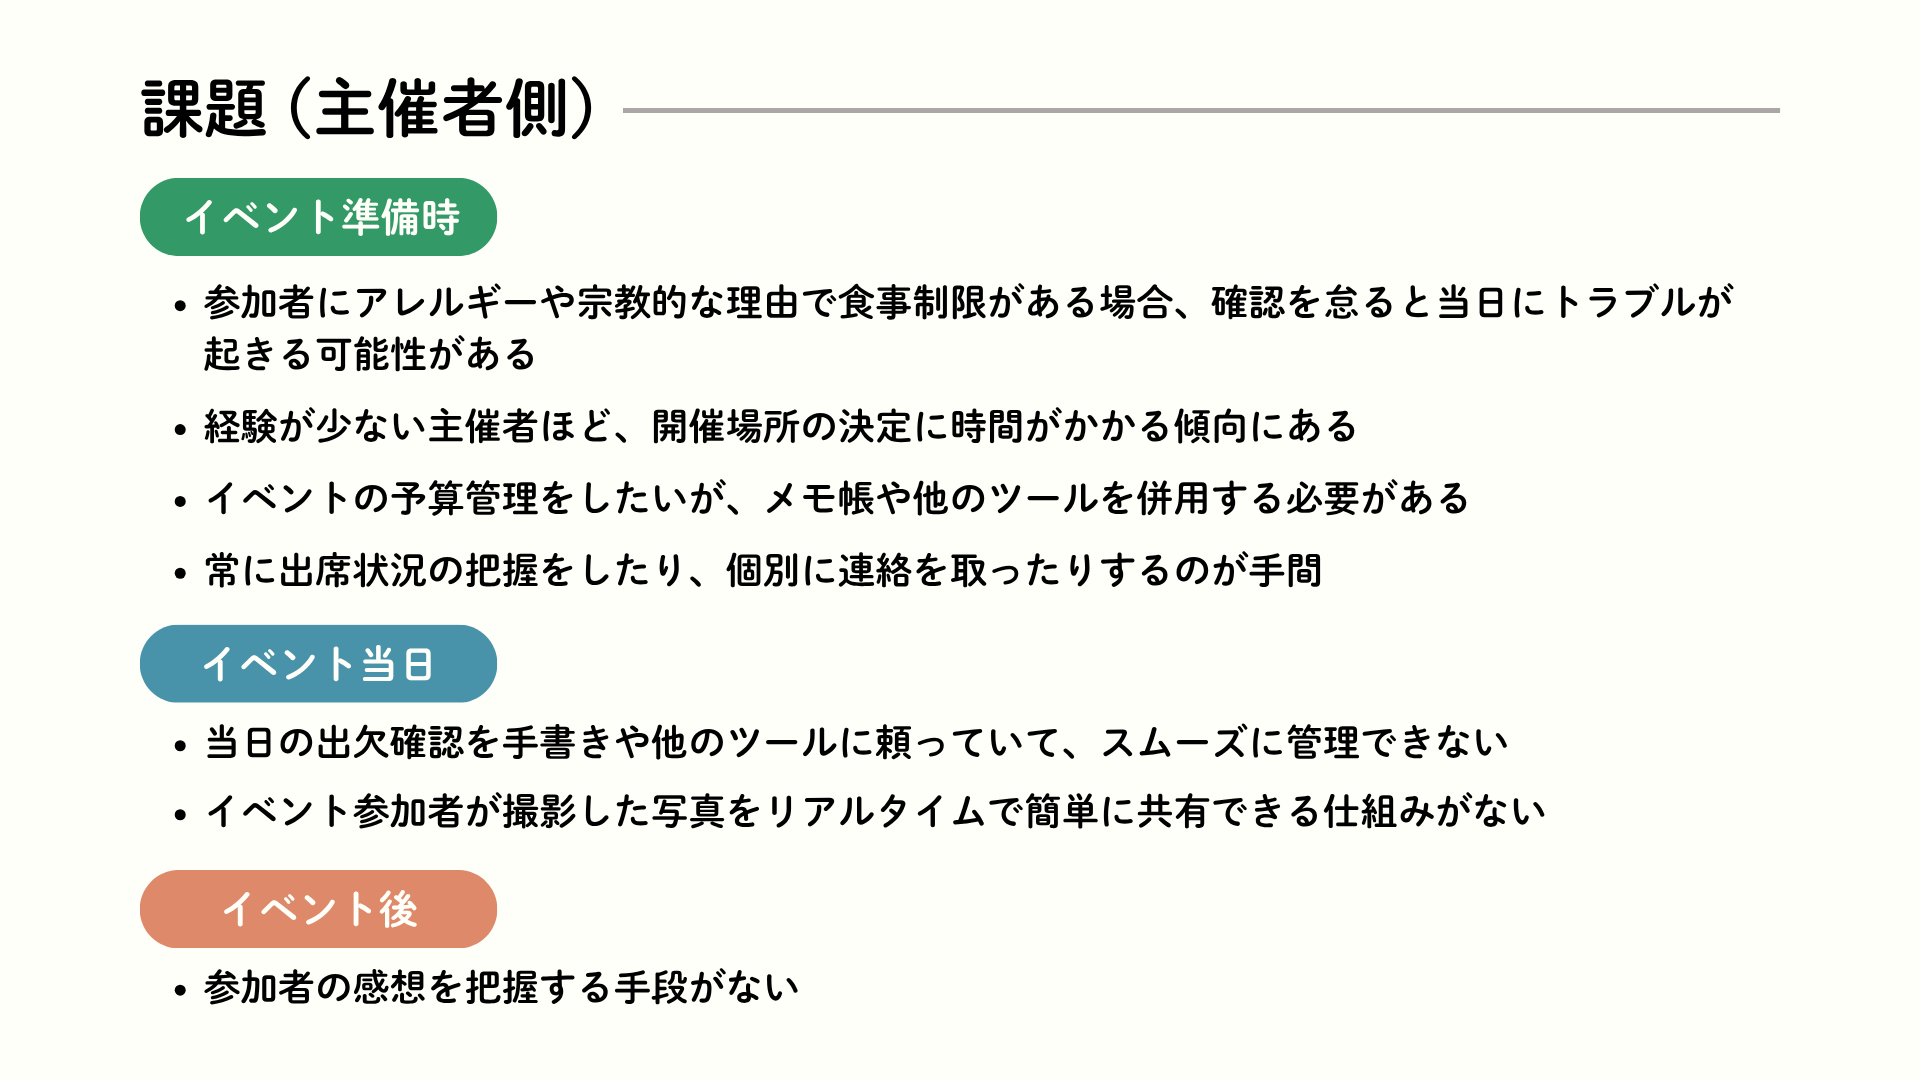 課題 (主催者側)
イベント準備時
• 参加者にアレルギーや宗教的な理由で食事制限がある場合、確認を怠ると当日にトラブルが
起きる可能性がある
• 経験が少ない主催者ほど、開催場所の決定に時間がかかる傾向にある
• イベントの予算管理をしたいが、メモ帳や他のツールを併用する必要がある
• 常に出席状況の把握をしたり、個別に連絡を取ったりするのが手間
イベント当日
• 当日の出欠確認を手書きや他のツールに頼っていて、スムーズに管理できない
• イベント参加者が撮影した写真をリアルタイムで簡単に共有できる仕組みがない
イベント後
• 参加者の感想を把握する手段がない